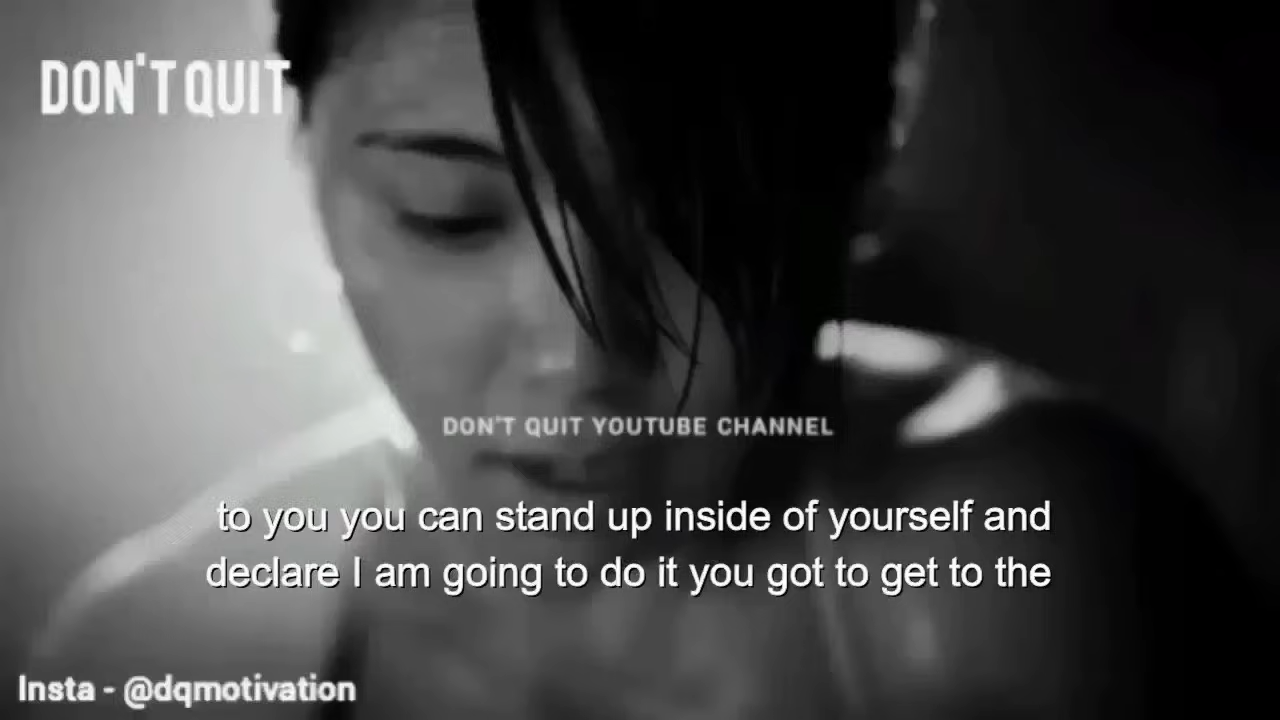 DON'T QUIT
DON'T QUIT YOUTUBE CHANNEL
to you you can stand up inside of yourself and
declare I am going to do it you got to get to the
Insta - @dqmotivation